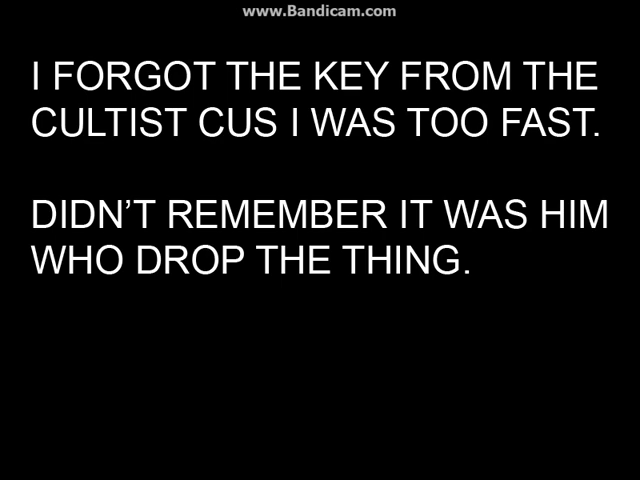 www.Bandicam.com
I FORGOT THE KEY FROM THE
CULTIST CUS I WAS TOO FAST.
DIDN'T REMEMBER IT WAS HIM
WHO DROP THE THING.